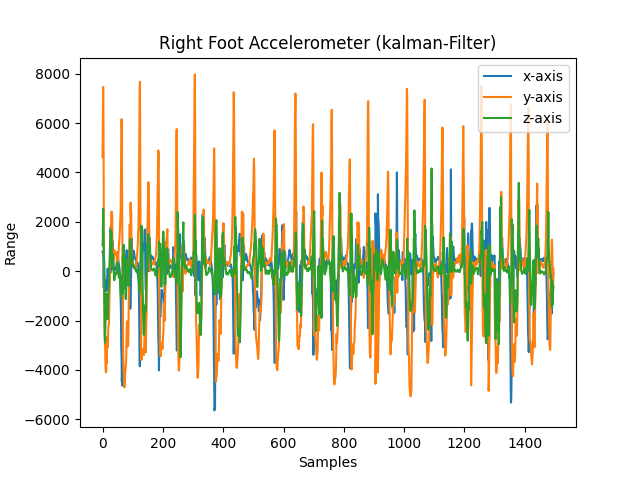 Right Foot Accelerometer (kalman-Filter)
x-axis
y-axis
z-axis
8000
6000
4000
2000
0
−2000
−4000
−6000
Range
0 200 400 600 800 1000 1200 1400
Samples